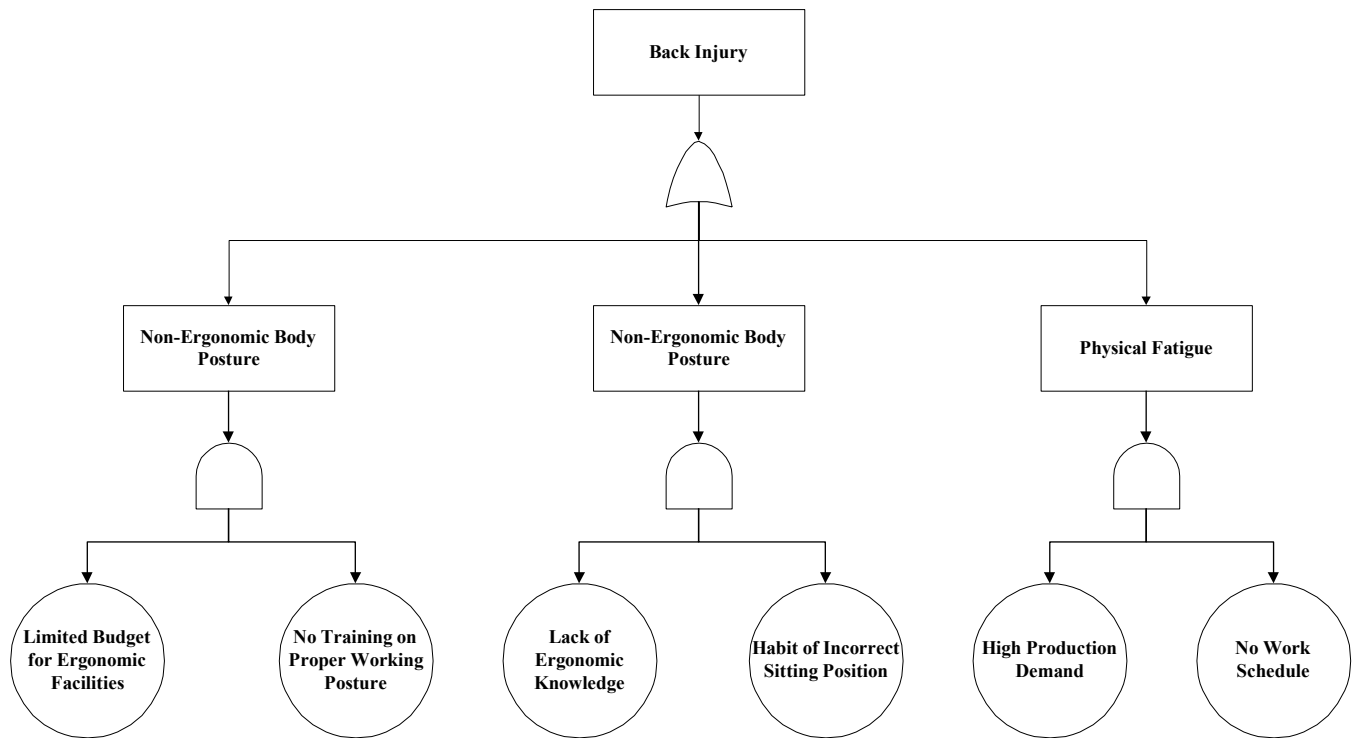 Back Injury
Non-Ergonomic Body
Posture
Non-Ergonomic Body
Posture
Physical Fatigue
Limited Budget
for Ergonomic
Facilities
No Training on
Proper Working
Posture
Lack of
Ergonomic
Knowledge
Habit of Incorrect
Sitting Position
High Production
Demand
No Work
Schedule